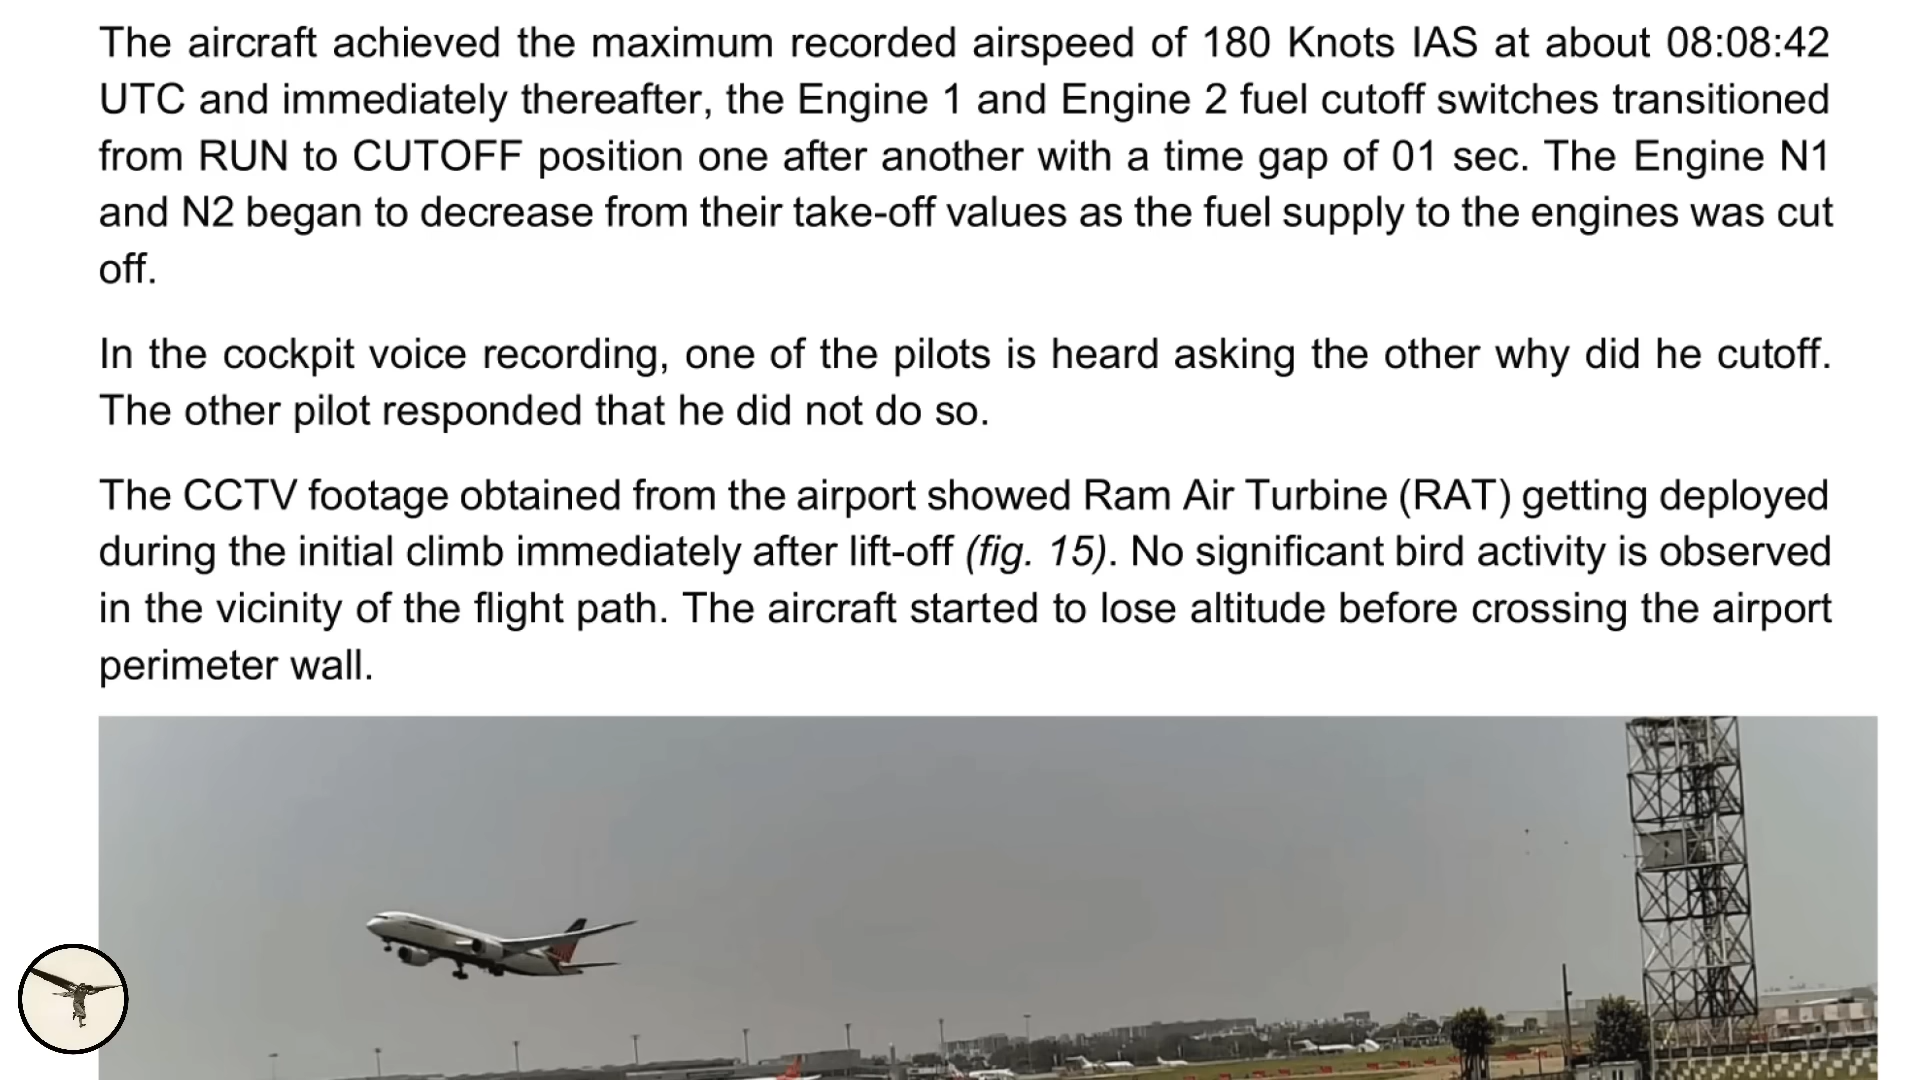 The aircraft achieved the maximum recorded airspeed of 180 Knots IAS at about 08:08:42
UTC and immediately thereafter, the Engine 1 and Engine 2 fuel cutoff switches transitioned
from RUN to CUTOFF position one after another with a time gap of 01 sec. The Engine N1
and N2 began to decrease from their take-off values as the fuel supply to the engines was cut
off.
In the cockpit voice recording, one of the pilots is heard asking the other why did he cutoff.
The other pilot responded that he did not do so.
The CCTV footage obtained from the airport showed Ram Air Turbine (RAT) getting deployed
during the initial climb immediately after lift-off (fig. 15). No significant bird activity is observed
in the vicinity of the flight path. The aircraft started to lose altitude before crossing the airport
perimeter wall.